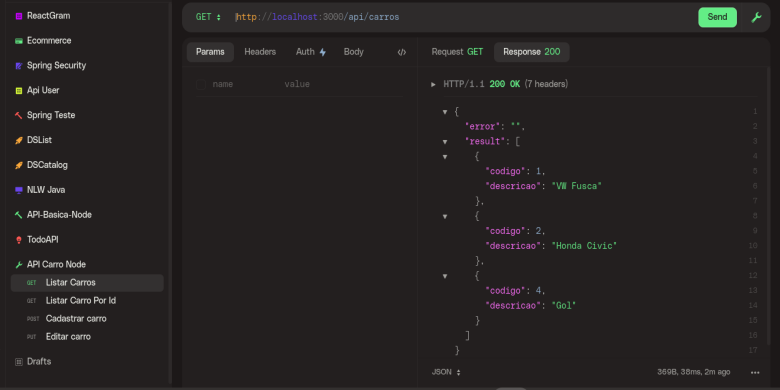 ReactGram
Ecommerce
Spring Security
Api User
Spring Teste
DSList
DSCatalog
NLW Java
API-Basica-Node
TodoAPI
API Carro Node
GET Listar Carros
GET Listar Carro Por Id
POST Cadastrar carro
PUT Editar carro
Drafts
GET http://localhost:3000/api/carros Send
Params Headers Auth Body </>
name value
Request GET Response 200
HTTP/1.1 200 OK (7 headers)
{ 1
"error": "", 2
"result": [ 3
{ 4
"codigo": 1, 5
"descricao": "VW Fusca" 6
}, 7
{ 8
"codigo": 2, 9
"descricao": "Honda Civic" 10
}, 11
{ 12
"codigo": 4, 13
"descricao": "Gol" 14
} 15
] 16
} 17
JSON 369B, 38ms, 2m ago